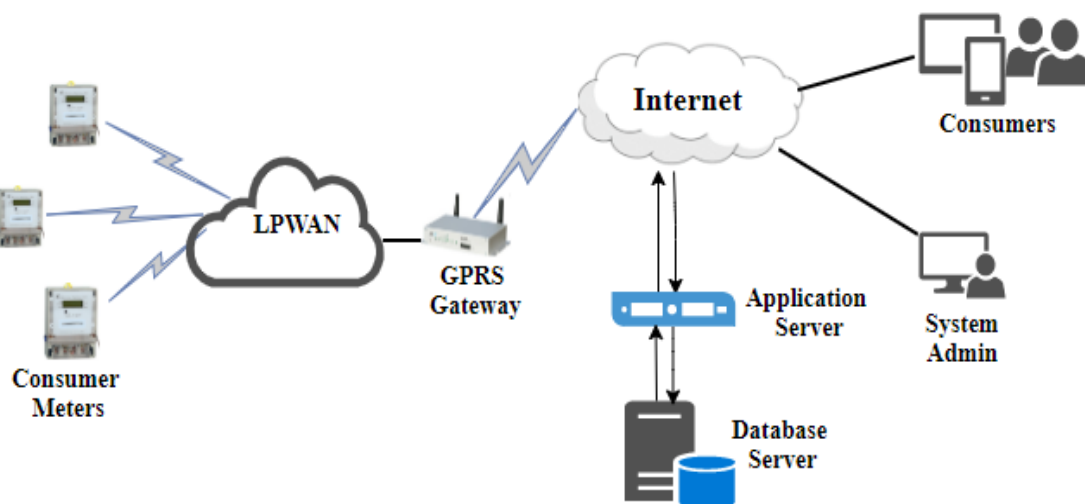 Consumer
Meters
LPWAN
GPRS
Gateway
Internet
Consumers
System
Admin
Application
Server
Database
Server